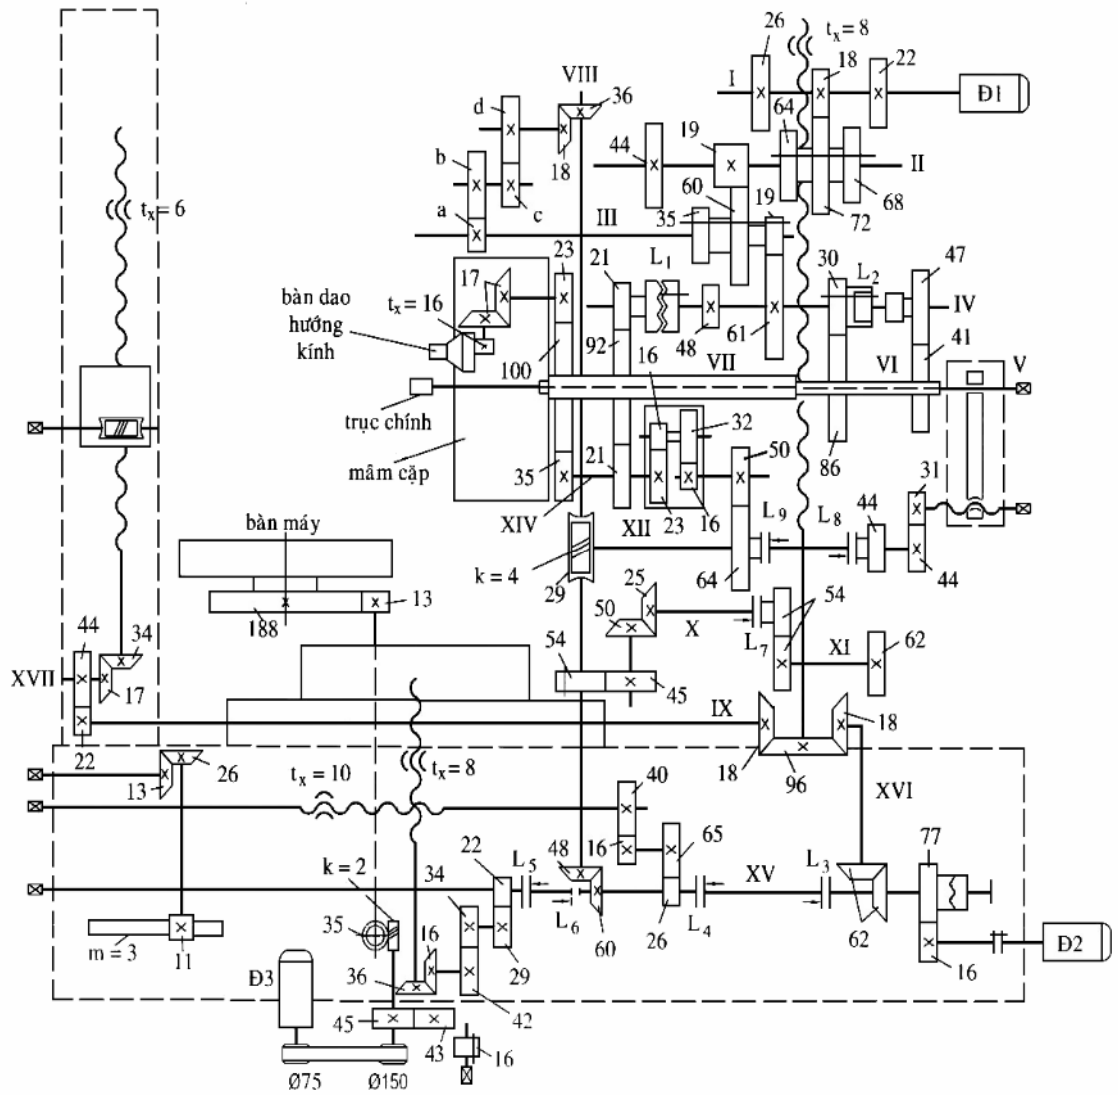 26
tₓ = 8
18
22
I
Đ1
VIII
36
d
18
64
19
44
II
68
72
b
a
c
60
19
35
III
tₓ = 6
23
21
L₁
30
L₂
47
IV
17
bàn dao
hướng
kính
tₓ = 16
92
48
61
41
100
16
VII
VI
V
trục chính
32
mâm cặp
35
21
50
86
31
XIV
XII
23
16
L₉
L₈
44
bàn máy
k = 4
29
64
44
13
188
25
50
X
L₇
54
XI
62
44
34
XVII
17
54
45
IX
18
22
18
96
26
13
tₓ = 10
tₓ = 8
40
XVI
16
65
77
k = 2
34
22
L₅
48
L₆
60
26
L₄
XV
L₃
62
35
16
m = 3
11
29
16
Đ2
Đ3
36
42
45
43
16
Ø75
Ø150